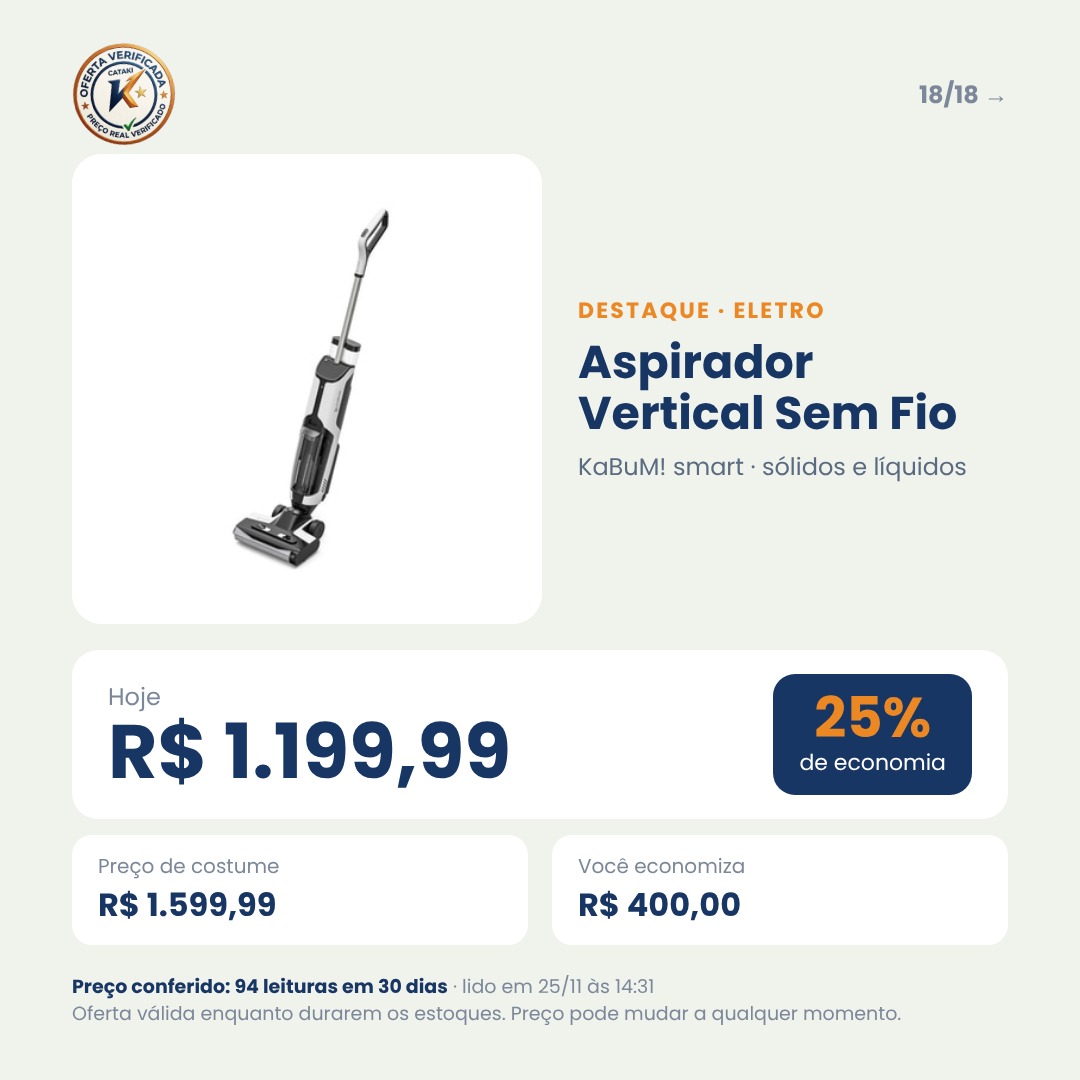 OFERTA VERIFICADA
CATAKI
K
PREÇO REAL VERIFICADO
18/18 →
DESTAQUE · ELETRO
Aspirador
Vertical Sem Fio
KaBuM! smart · sólidos e líquidos
Hoje
R$ 1.199,99
25%
de economia
Preço de costume
R$ 1.599,99
Você economiza
R$ 400,00
Preço conferido: 94 leituras em 30 dias · lido em 25/11 às 14:31
Oferta válida enquanto durarem os estoques. Preço pode mudar a qualquer momento.